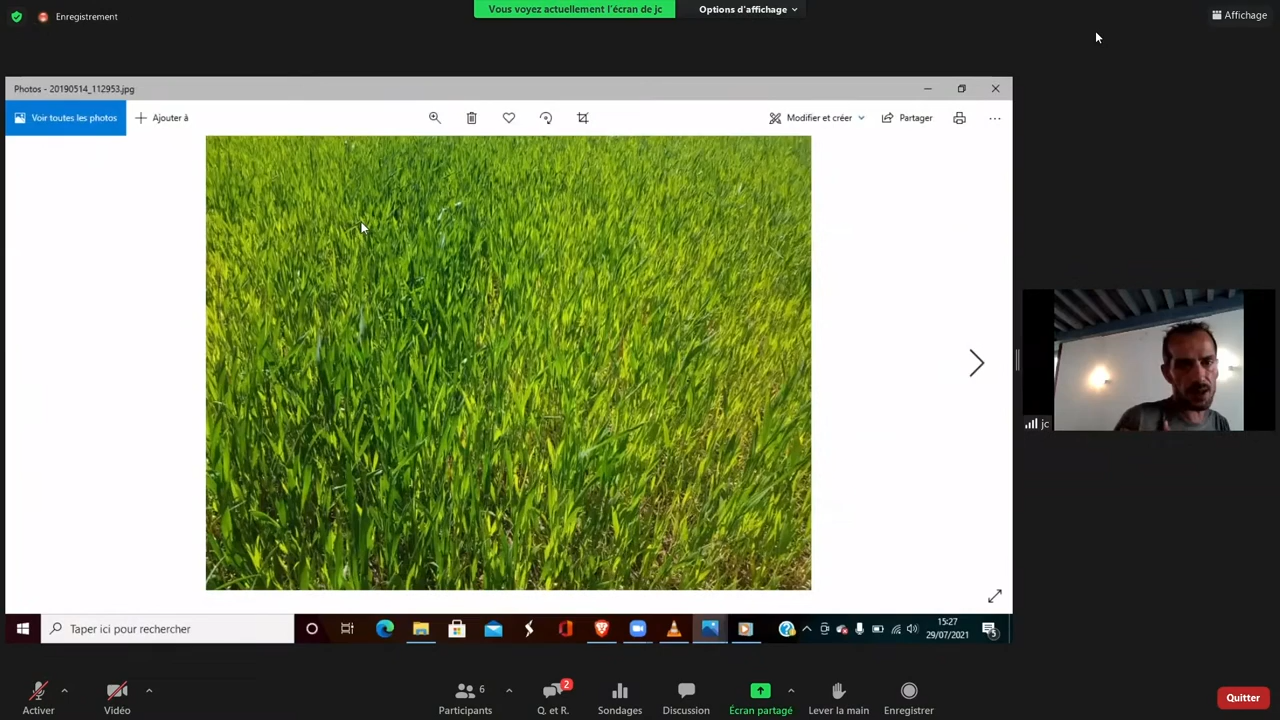 Enregistrement
Vous voyez actuellement l'écran de jc
Options d'affichage
Affichage
Photos - 20190514_112953.jpg
Voir toutes les photos
Ajouter à
Modifier et créer
Partager
jc
Taper ici pour rechercher
15:27
29/07/2021
5
Activer
Vidéo
Participants
6
Q. et R.
2
Sondages
Discussion
Écran partagé
Lever la main
Enregistrer
Quitter